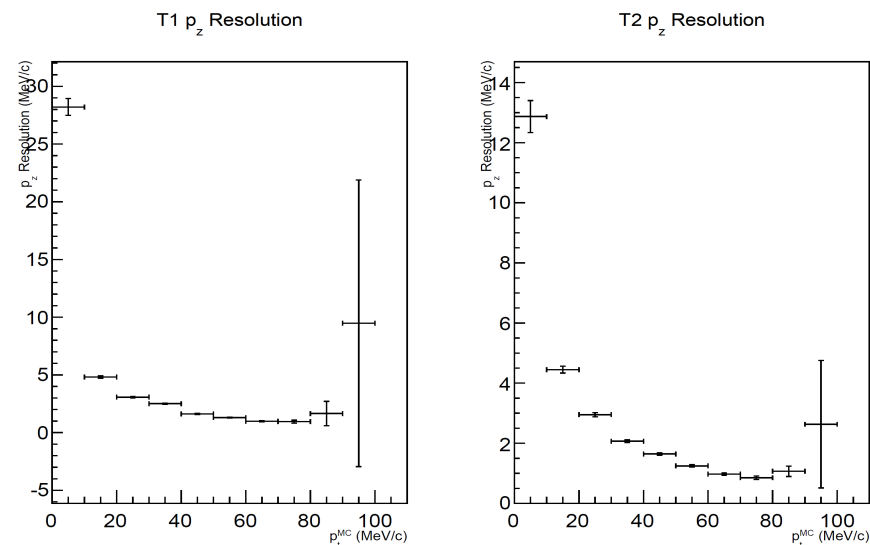 T1 p_z Resolution
p_z Resolution (MeV/c)
30
25
20
15
10
5
0
-5
0 20 40 60 80 100
p_t^MC (MeV/c)
T2 p_z Resolution
p_z Resolution (MeV/c)
14
12
10
8
6
4
2
0
0 20 40 60 80 100
p_t^MC (MeV/c)